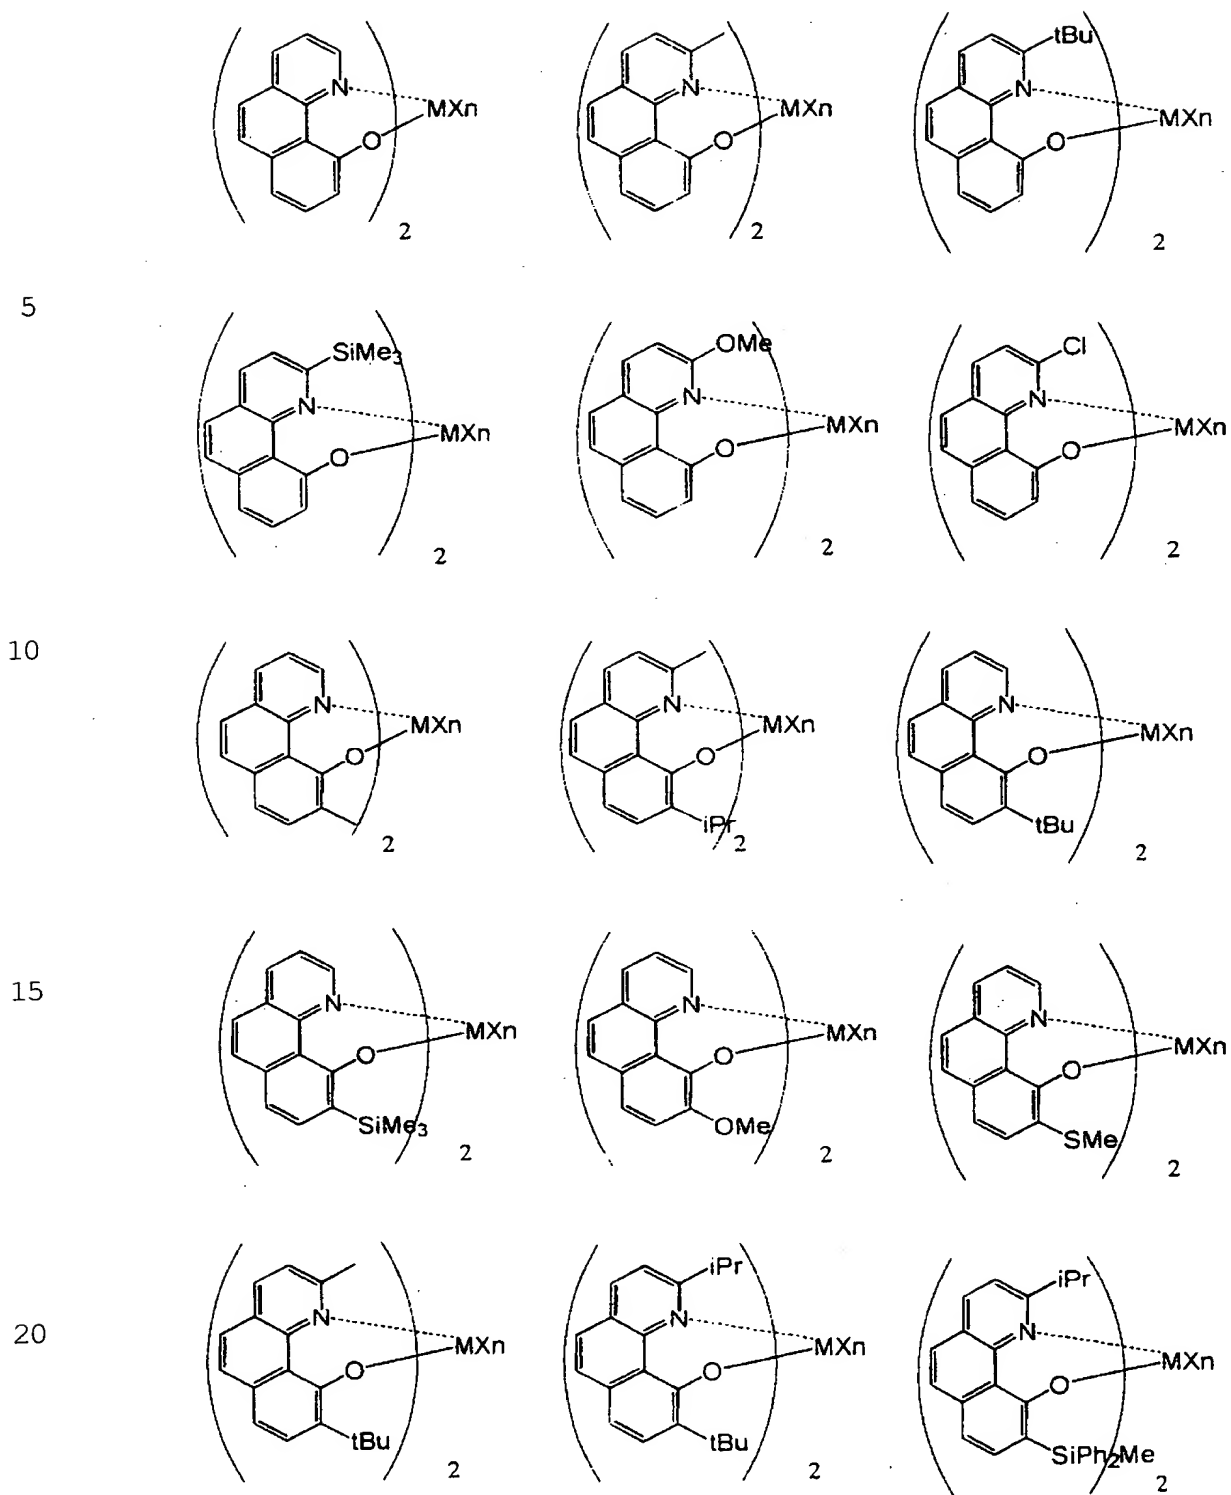 N O MXn 2
N O MXn 2
tBu N O MXn 2
5
SiMe3 N O MXn 2
OMe N O MXn 2
Cl N O MXn 2
10
N O MXn 2
N O MXn iPr 2
N O MXn tBu 2
15
N O MXn SiMe3 2
N O MXn OMe 2
N O MXn SMe 2
20
N O MXn tBu 2
iPr N O MXn tBu 2
iPr N O MXn SiPh2Me 2